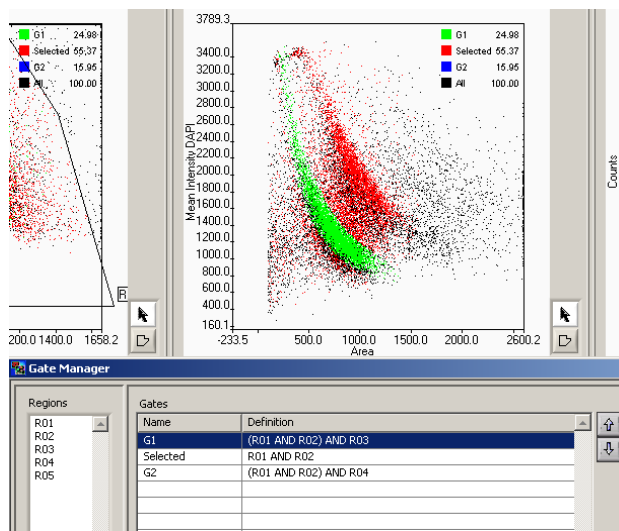 3789.3
3400.0
3200.0
3000.0
2800.0
2600.0
2400.0
2200.0
2000.0
1800.0
1600.0
1400.0
1200.0
1000.0
800.0
600.0
400.0
160.1
Mean Intensity DAPI
G1 24.98
Selected 55.37
G2 15.95
All 100.00
G1 24.98
Selected 55.37
G2 15.95
All 100.00
Counts
R
200.0 1400.0 1658.2
-233.5 500.0 1000.0 1500.0 2000.0 2600.2
Area
Gate Manager
Regions
R01
R02
R03
R04
R05
Gates
Name Definition
G1 (R01 AND R02) AND R03
Selected R01 AND R02
G2 (R01 AND R02) AND R04